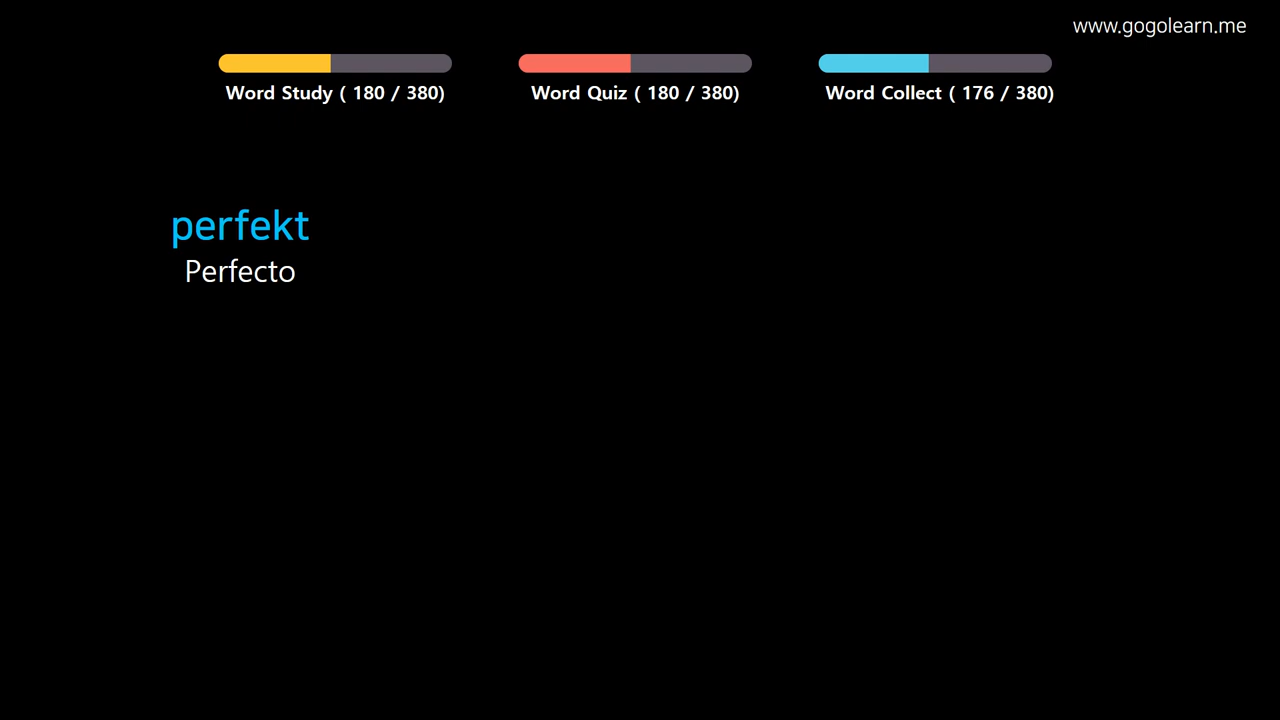 www.gogolearn.me
Word Study ( 180 / 380)
Word Quiz ( 180 / 380)
Word Collect ( 176 / 380)
perfekt
Perfecto